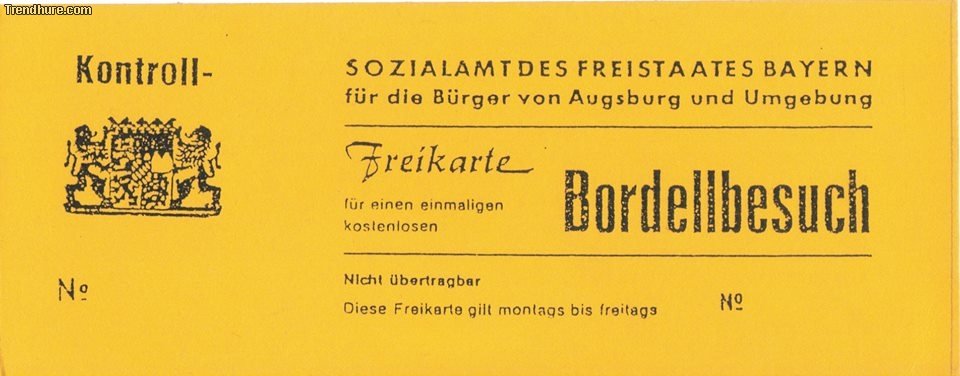 Trendhure.com
Kontroll-
Nº
SOZIALAMT DES FREISTAATES BAYERN
für die Bürger von Augsburg und Umgebung
Freikarte
für einen einmaligen
kostenlosen
Bordellbesuch
Nicht übertragbar
Diese Freikarte gilt montags bis freitags
Nº